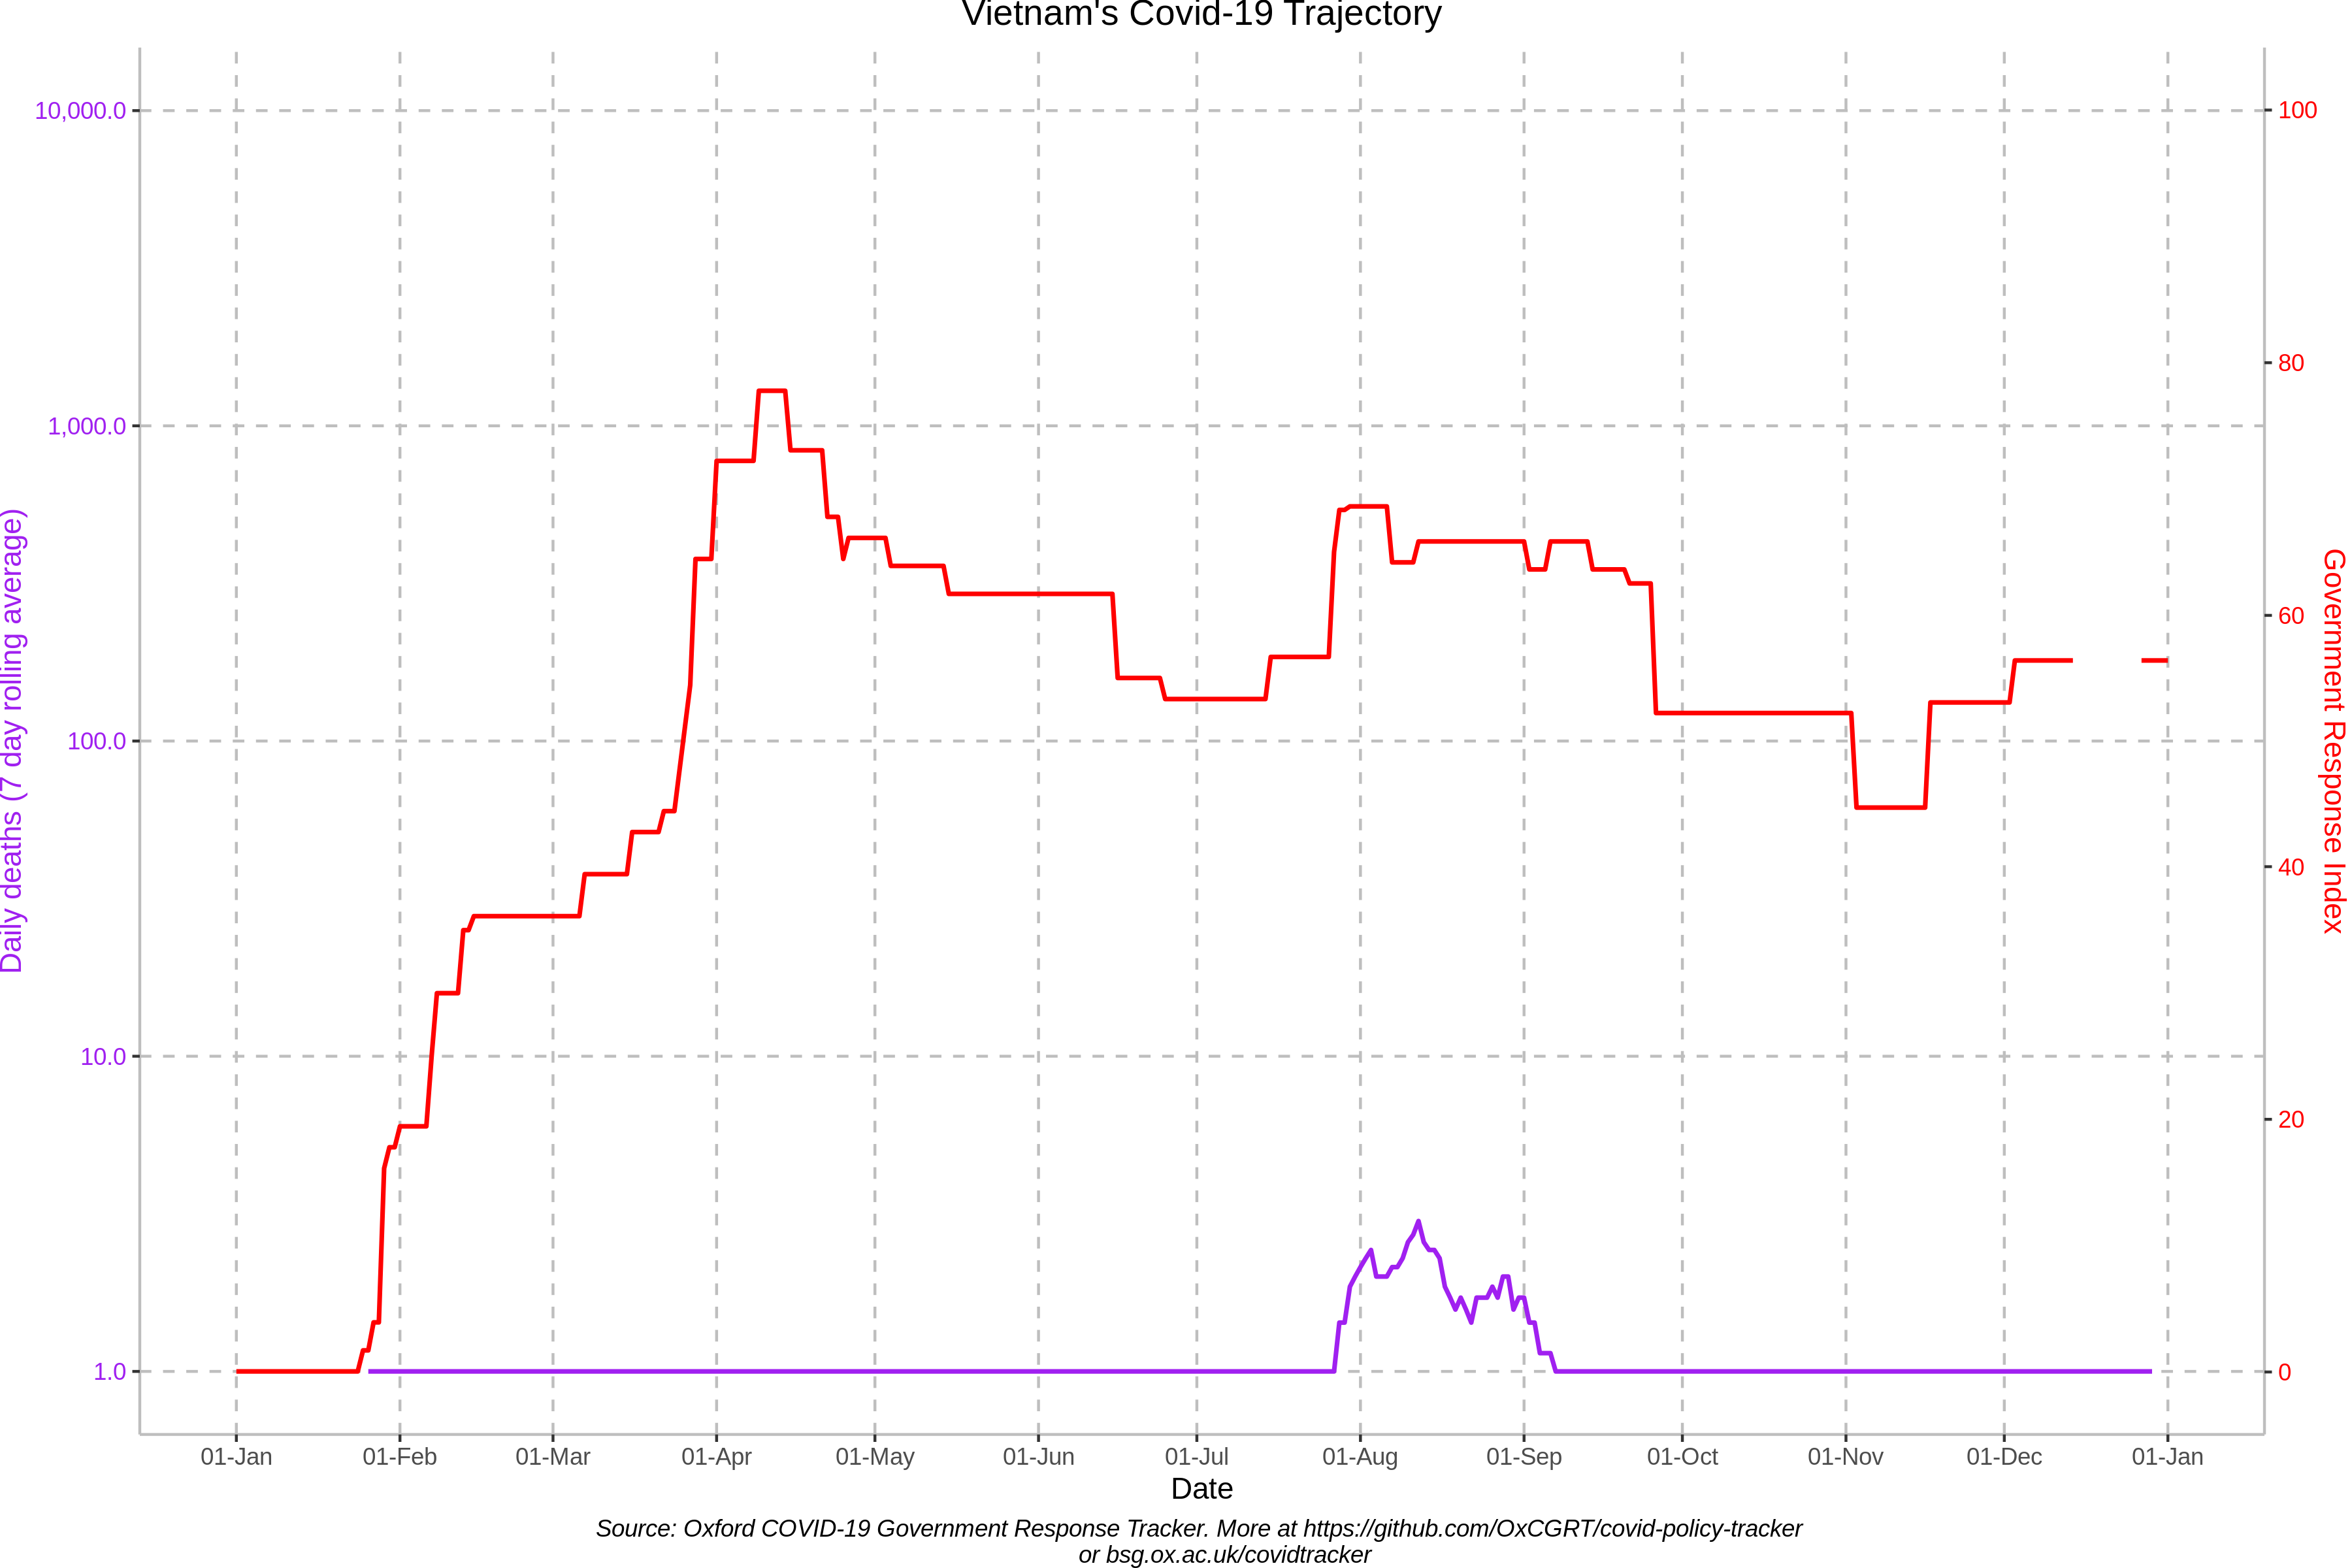 Vietnam's Covid-19 Trajectory
10,000.0
1,000.0
100.0
10.0
1.0
Daily deaths (7 day rolling average)
100
80
60
40
20
0
Government Response Index
01-Jan 01-Feb 01-Mar 01-Apr 01-May 01-Jun 01-Jul 01-Aug 01-Sep 01-Oct 01-Nov 01-Dec 01-Jan
Date
Source: Oxford COVID-19 Government Response Tracker. More at https://github.com/OxCGRT/covid-policy-tracker
or bsg.ox.ac.uk/covidtracker